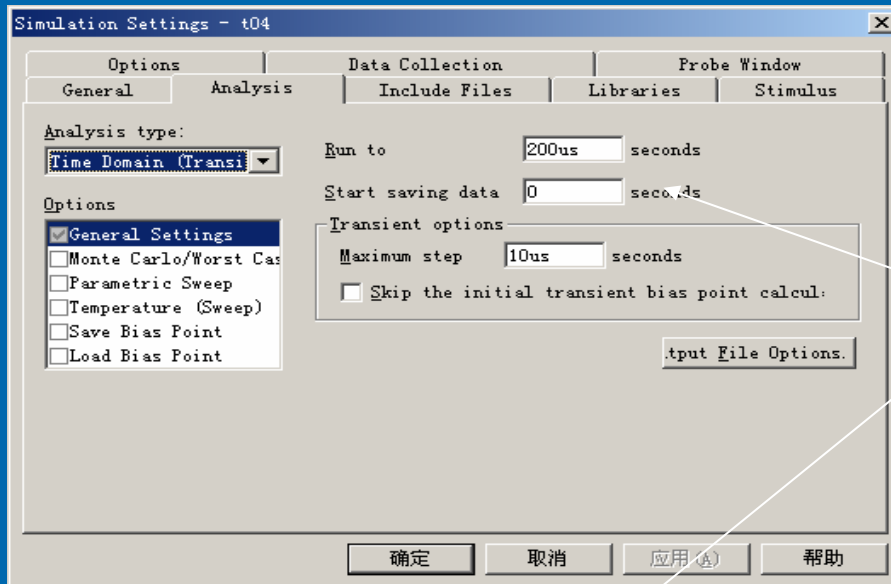 Simulation Settings - t04
Options Data Collection Probe Window
General Analysis Include Files Libraries Stimulus
Analysis type:
Time Domain (Transi
Run to 200us seconds
Start saving data 0 seconds
Options
General Settings
Monte Carlo/Worst Cas
Parametric Sweep
Temperature (Sweep)
Save Bias Point
Load Bias Point
Transient options
Maximum step 10us seconds
Skip the initial transient bias point calcul
.tput File Options.
确定 取消 应用(A) 帮助